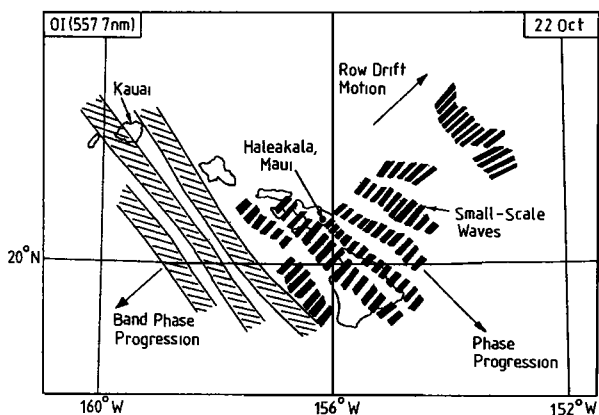 OI (557 7nm)
22 Oct
Row Drift
Motion
Kauai
Haleakala,
Maui
Small-Scale
Waves
20°N
Band Phase
Progression
Phase
Progression
160°W
156°W
152°W